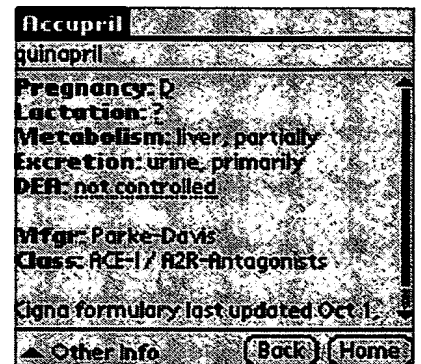 Accupril
quinapril
Pregnancy: D
Lactation: ?
Metabolism: liver, partially
Excretion: urine, primarily
DEA: not controlled
Mfgr: Parke-Davis
Class: ACE-I / A2R-Antagonists
Cigna formulary last updated Oct 1,
Other Info
Back
Home